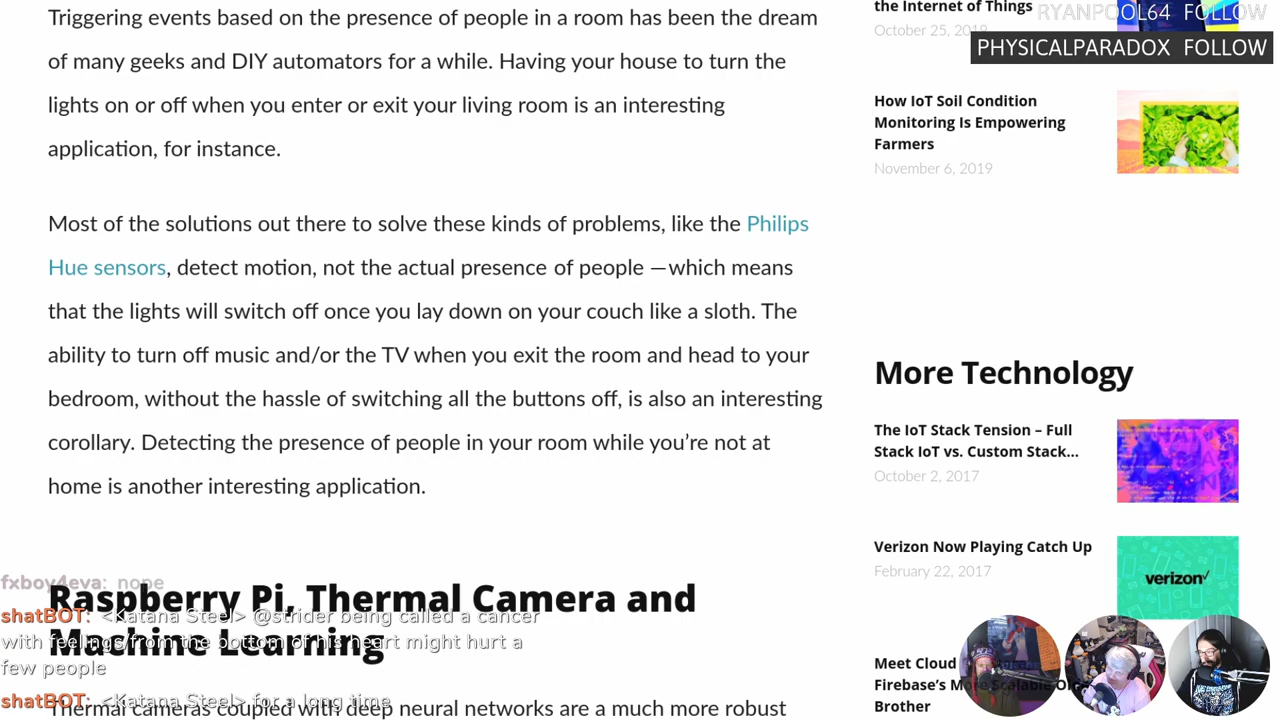 Triggering events based on the presence of people in a room has been the dream
of many geeks and DIY automators for a while. Having your house to turn the
lights on or off when you enter or exit your living room is an interesting
application, for instance.
Most of the solutions out there to solve these kinds of problems, like the Philips
Hue sensors, detect motion, not the actual presence of people —which means
that the lights will switch off once you lay down on your couch like a sloth. The
ability to turn off music and/or the TV when you exit the room and head to your
bedroom, without the hassle of switching all the buttons off, is also an interesting
corollary. Detecting the presence of people in your room while you're not at
home is another interesting application.
Raspberry Pi, Thermal Camera and
Machine Learning
Thermal cameras coupled with deep neural networks are a much more robust
fxboy4eva: nope
shatBOT: <Katana Steel> @strider being called a cancer
with feelings/from the bottom of his heart might hurt a
few people
shatBOT: <Katana Steel> for a long time
RYANPOOL64 FOLLOW
PHYSICALPARADOX FOLLOW
the Internet of Things
October 25, 2019
How IoT Soil Condition
Monitoring Is Empowering
Farmers
November 6, 2019
More Technology
The IoT Stack Tension – Full
Stack IoT vs. Custom Stack...
October 2, 2017
Verizon Now Playing Catch Up
February 22, 2017
verizon✓
Meet Cloud
Firebase's More Scalable
Brother